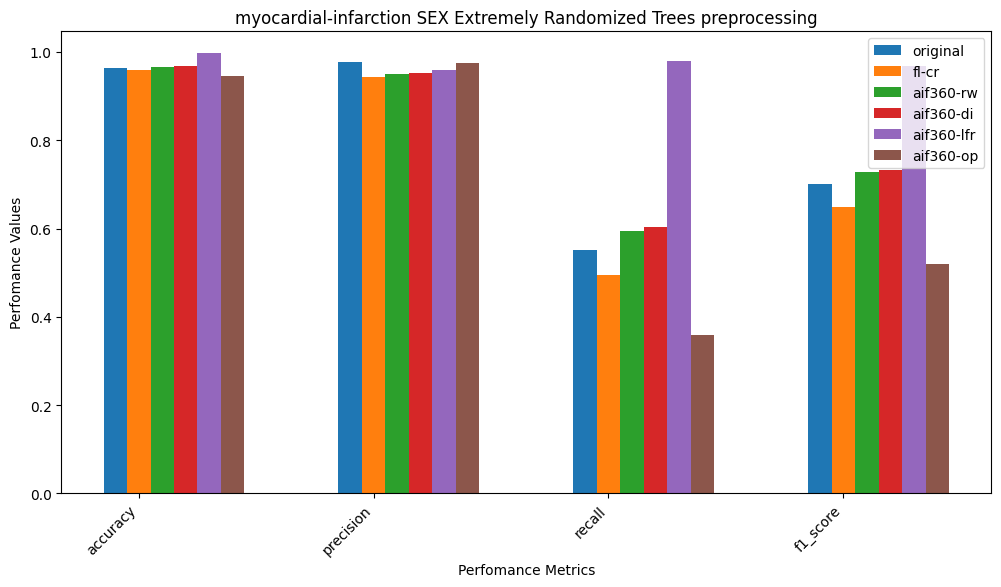 myocardial-infarction SEX Extremely Randomized Trees preprocessing
Perfomance Values
1.0
0.8
0.6
0.4
0.2
0.0
original
fl-cr
aif360-rw
aif360-di
aif360-lfr
aif360-op
accuracy
precision
recall
f1_score
Perfomance Metrics